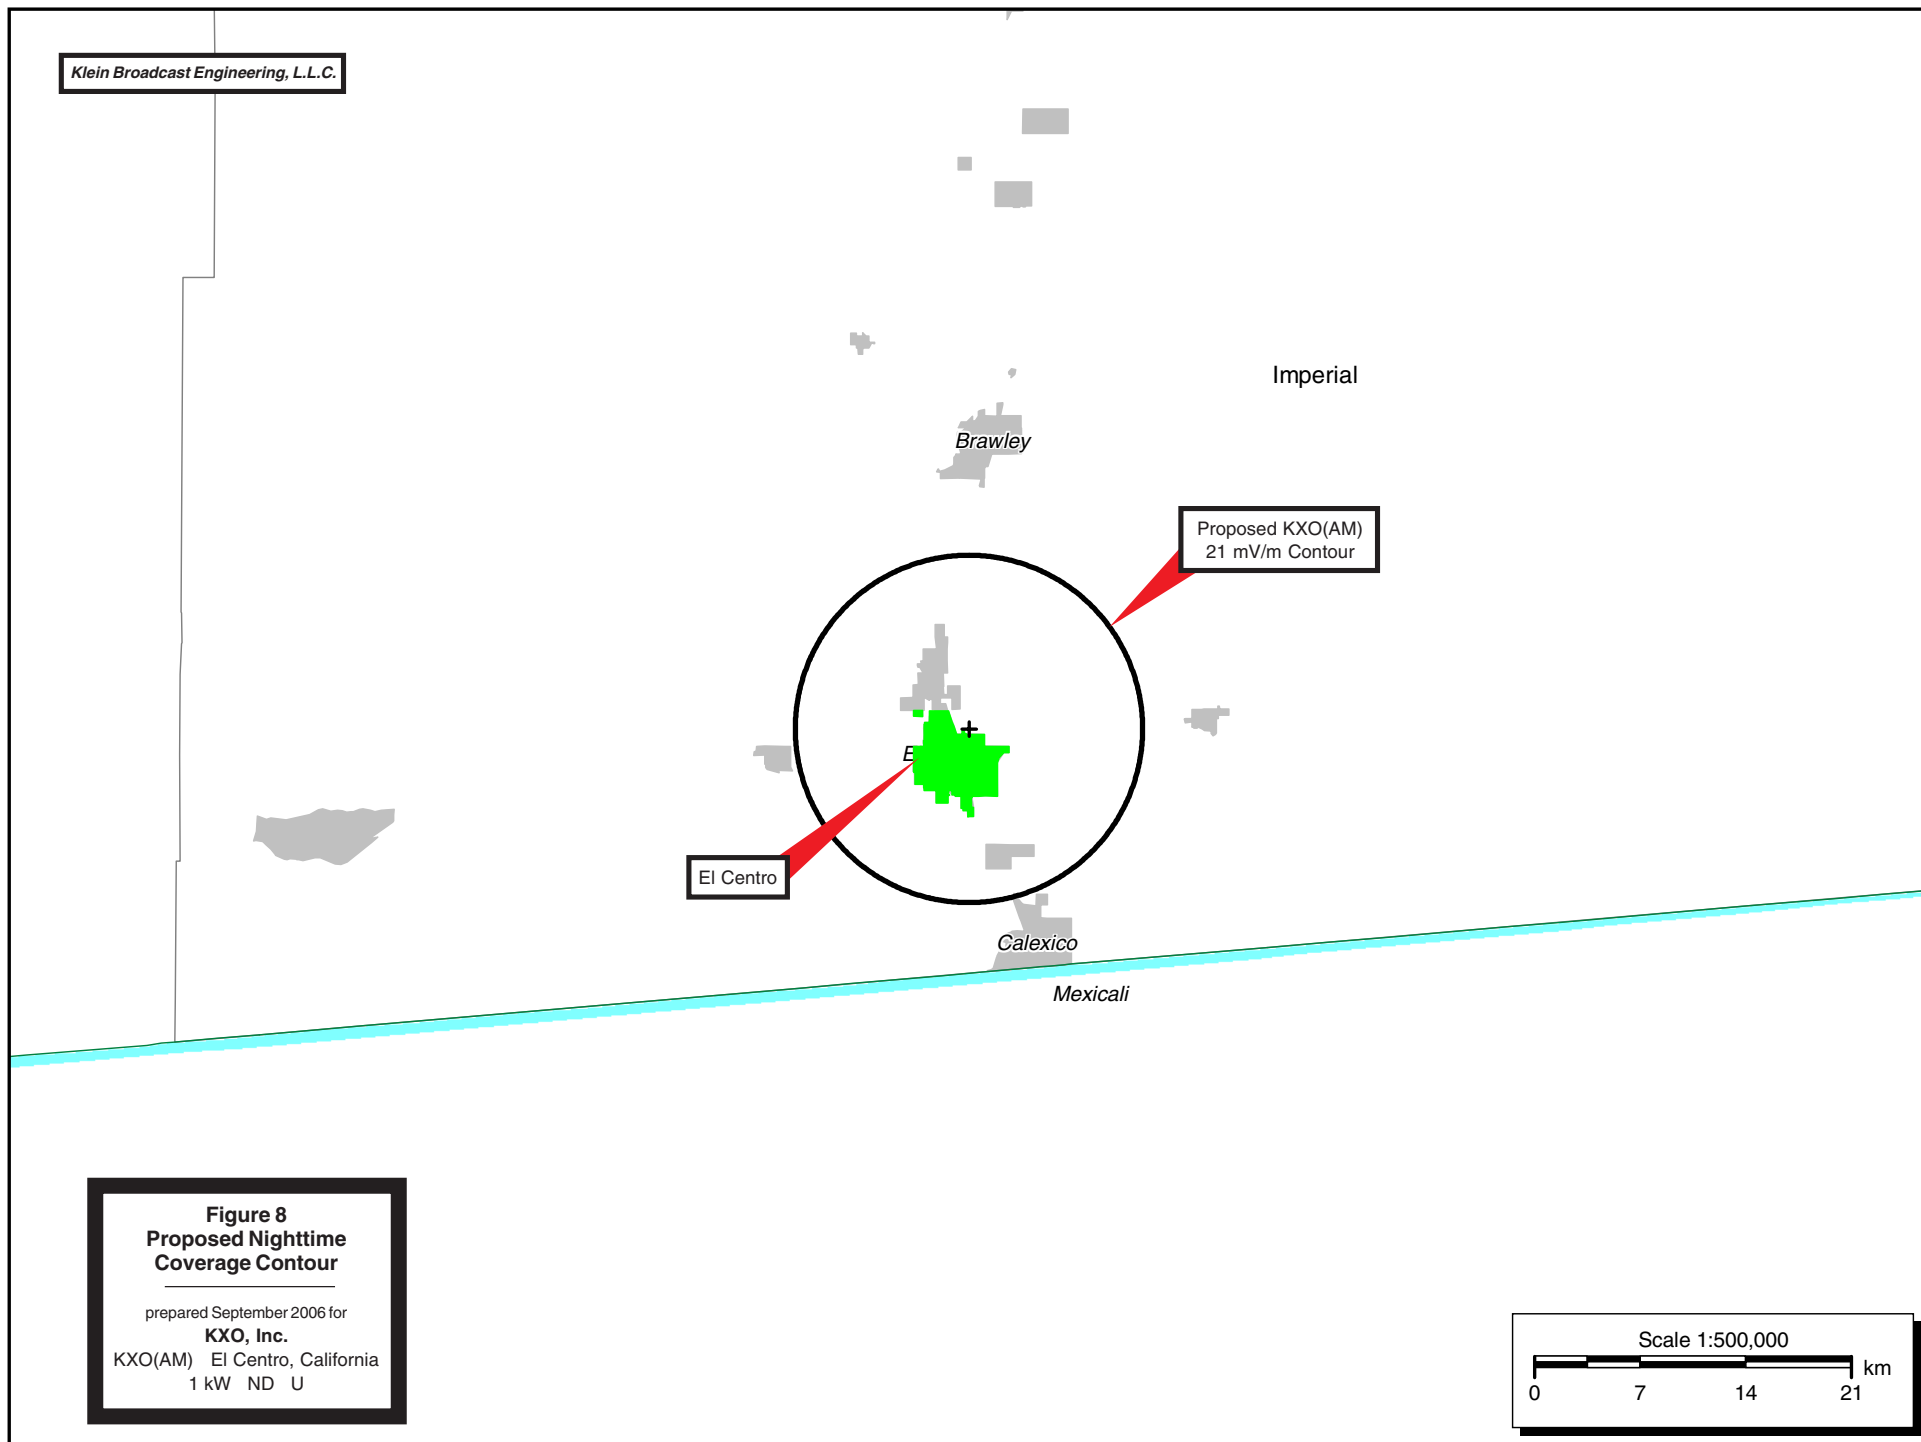 Klein Broadcast Engineering, L.L.C.
Imperial
Brawley
Proposed KXO(AM)
21 mV/m Contour
E
El Centro
Calexico
Mexicali
Figure 8
Proposed Nighttime
Coverage Contour
prepared September 2006 for
KXO, Inc.
KXO(AM) El Centro, California
1 kW ND U
Scale 1:500,000
km
0 7 14 21